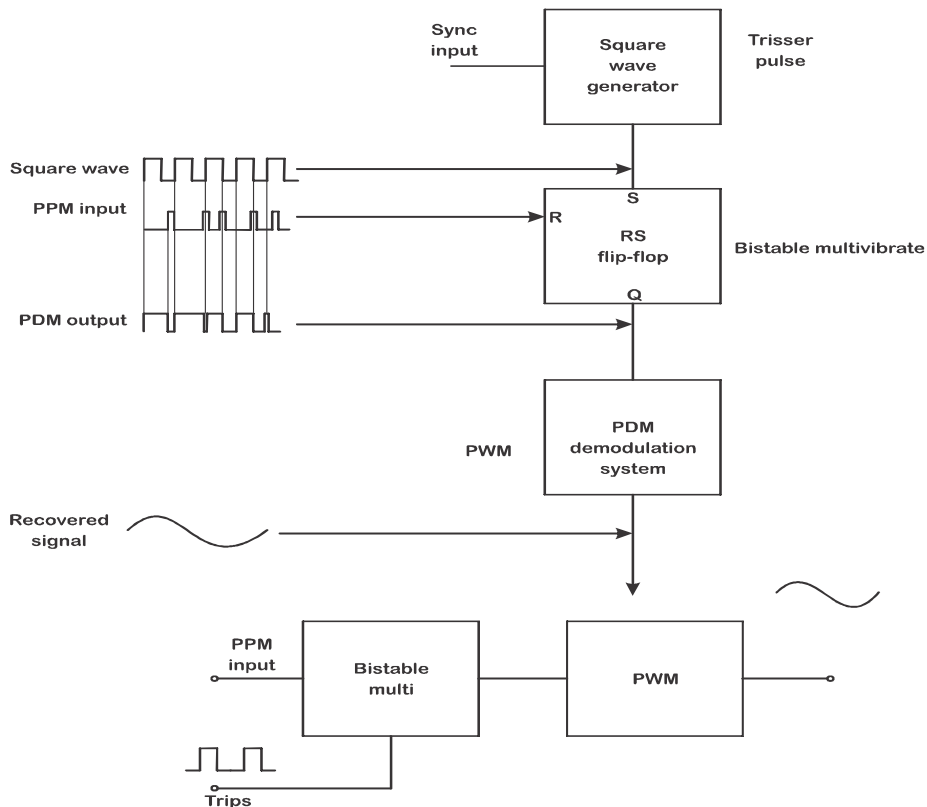 Sync
input
Square
wave
generator
Trisser
pulse
Square wave
PPM input
S
R
RS
flip-flop
Q
Bistable multivibrate
PDM output
PWM
PDM
demodulation
system
Recovered
signal
PPM
input
Bistable
multi
PWM
Trips